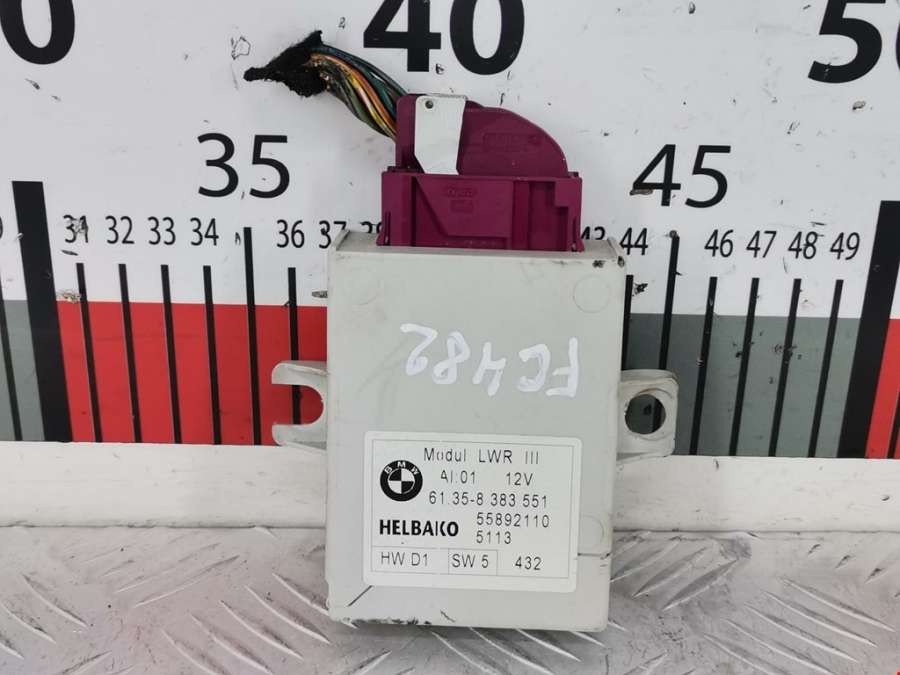 40
35
45
31 32 33 34 36 37
44 46 47 48 49
FC482
Modul LWR III
BMW
AI:01 12V
61.35-8 383 551
HELBAKO
55892110
5113
HW D1 SW 5 432